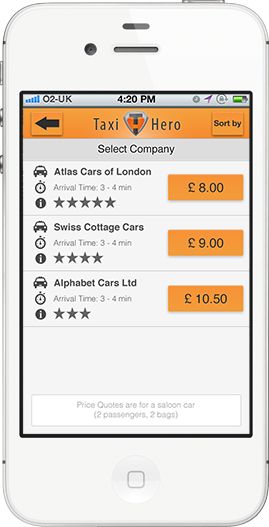 O2-UK 4:20 PM
Taxi Hero Sort by
Select Company
Atlas Cars of London
Arrival Time: 3 - 4 min
£ 8.00
Swiss Cottage Cars
Arrival Time: 3 - 4 min
£ 9.00
Alphabet Cars Ltd
Arrival Time: 3 - 4 min
£ 10.50
Price Quotes are for a saloon car
(2 passengers, 2 bags)